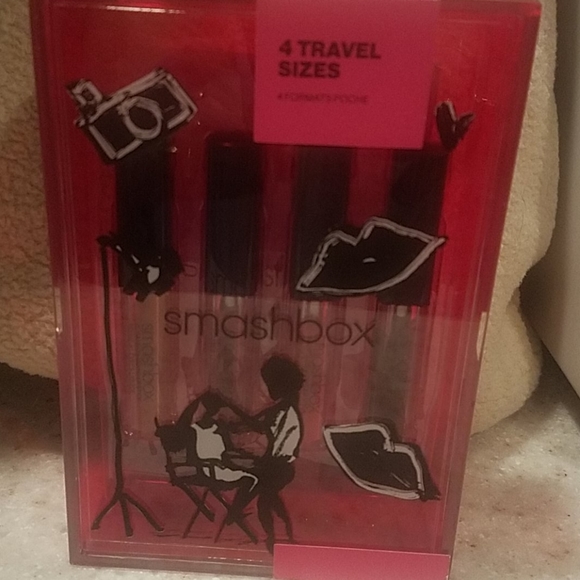 4 TRAVEL
SIZES
4 FORMATS POCHE
smashbox